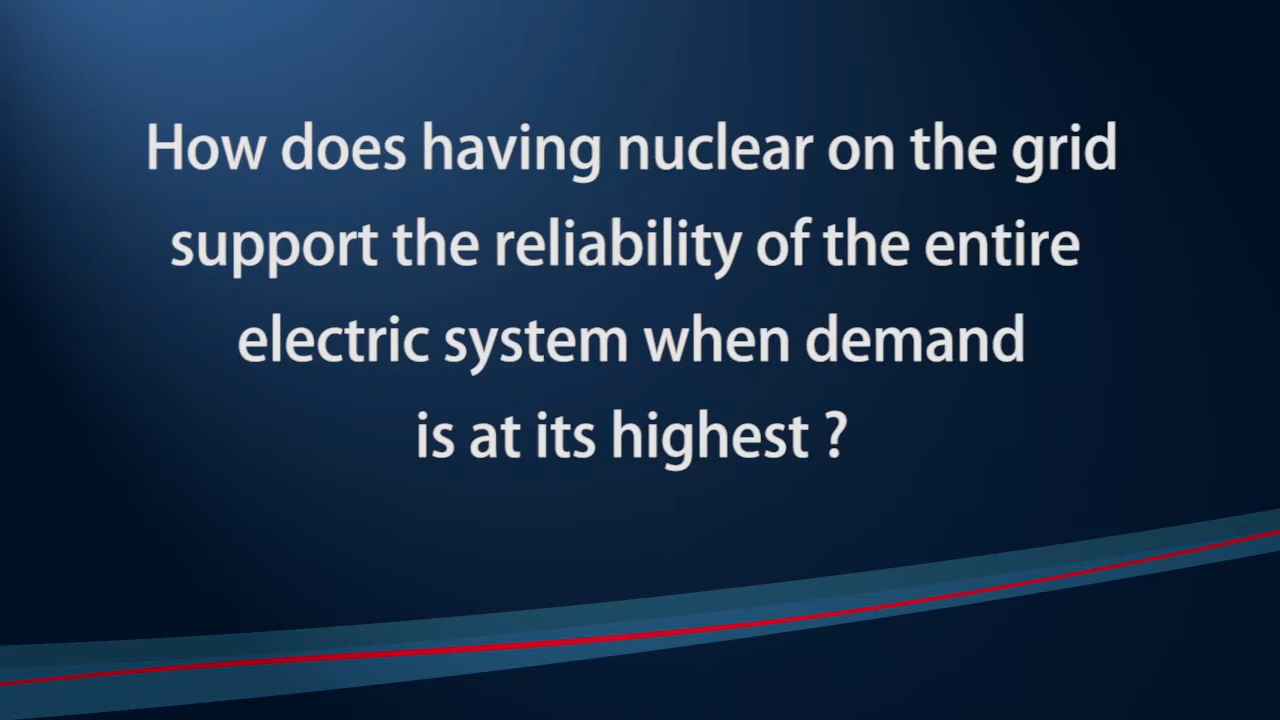 How does having nuclear on the grid
support the reliability of the entire
electric system when demand
is at its highest ?